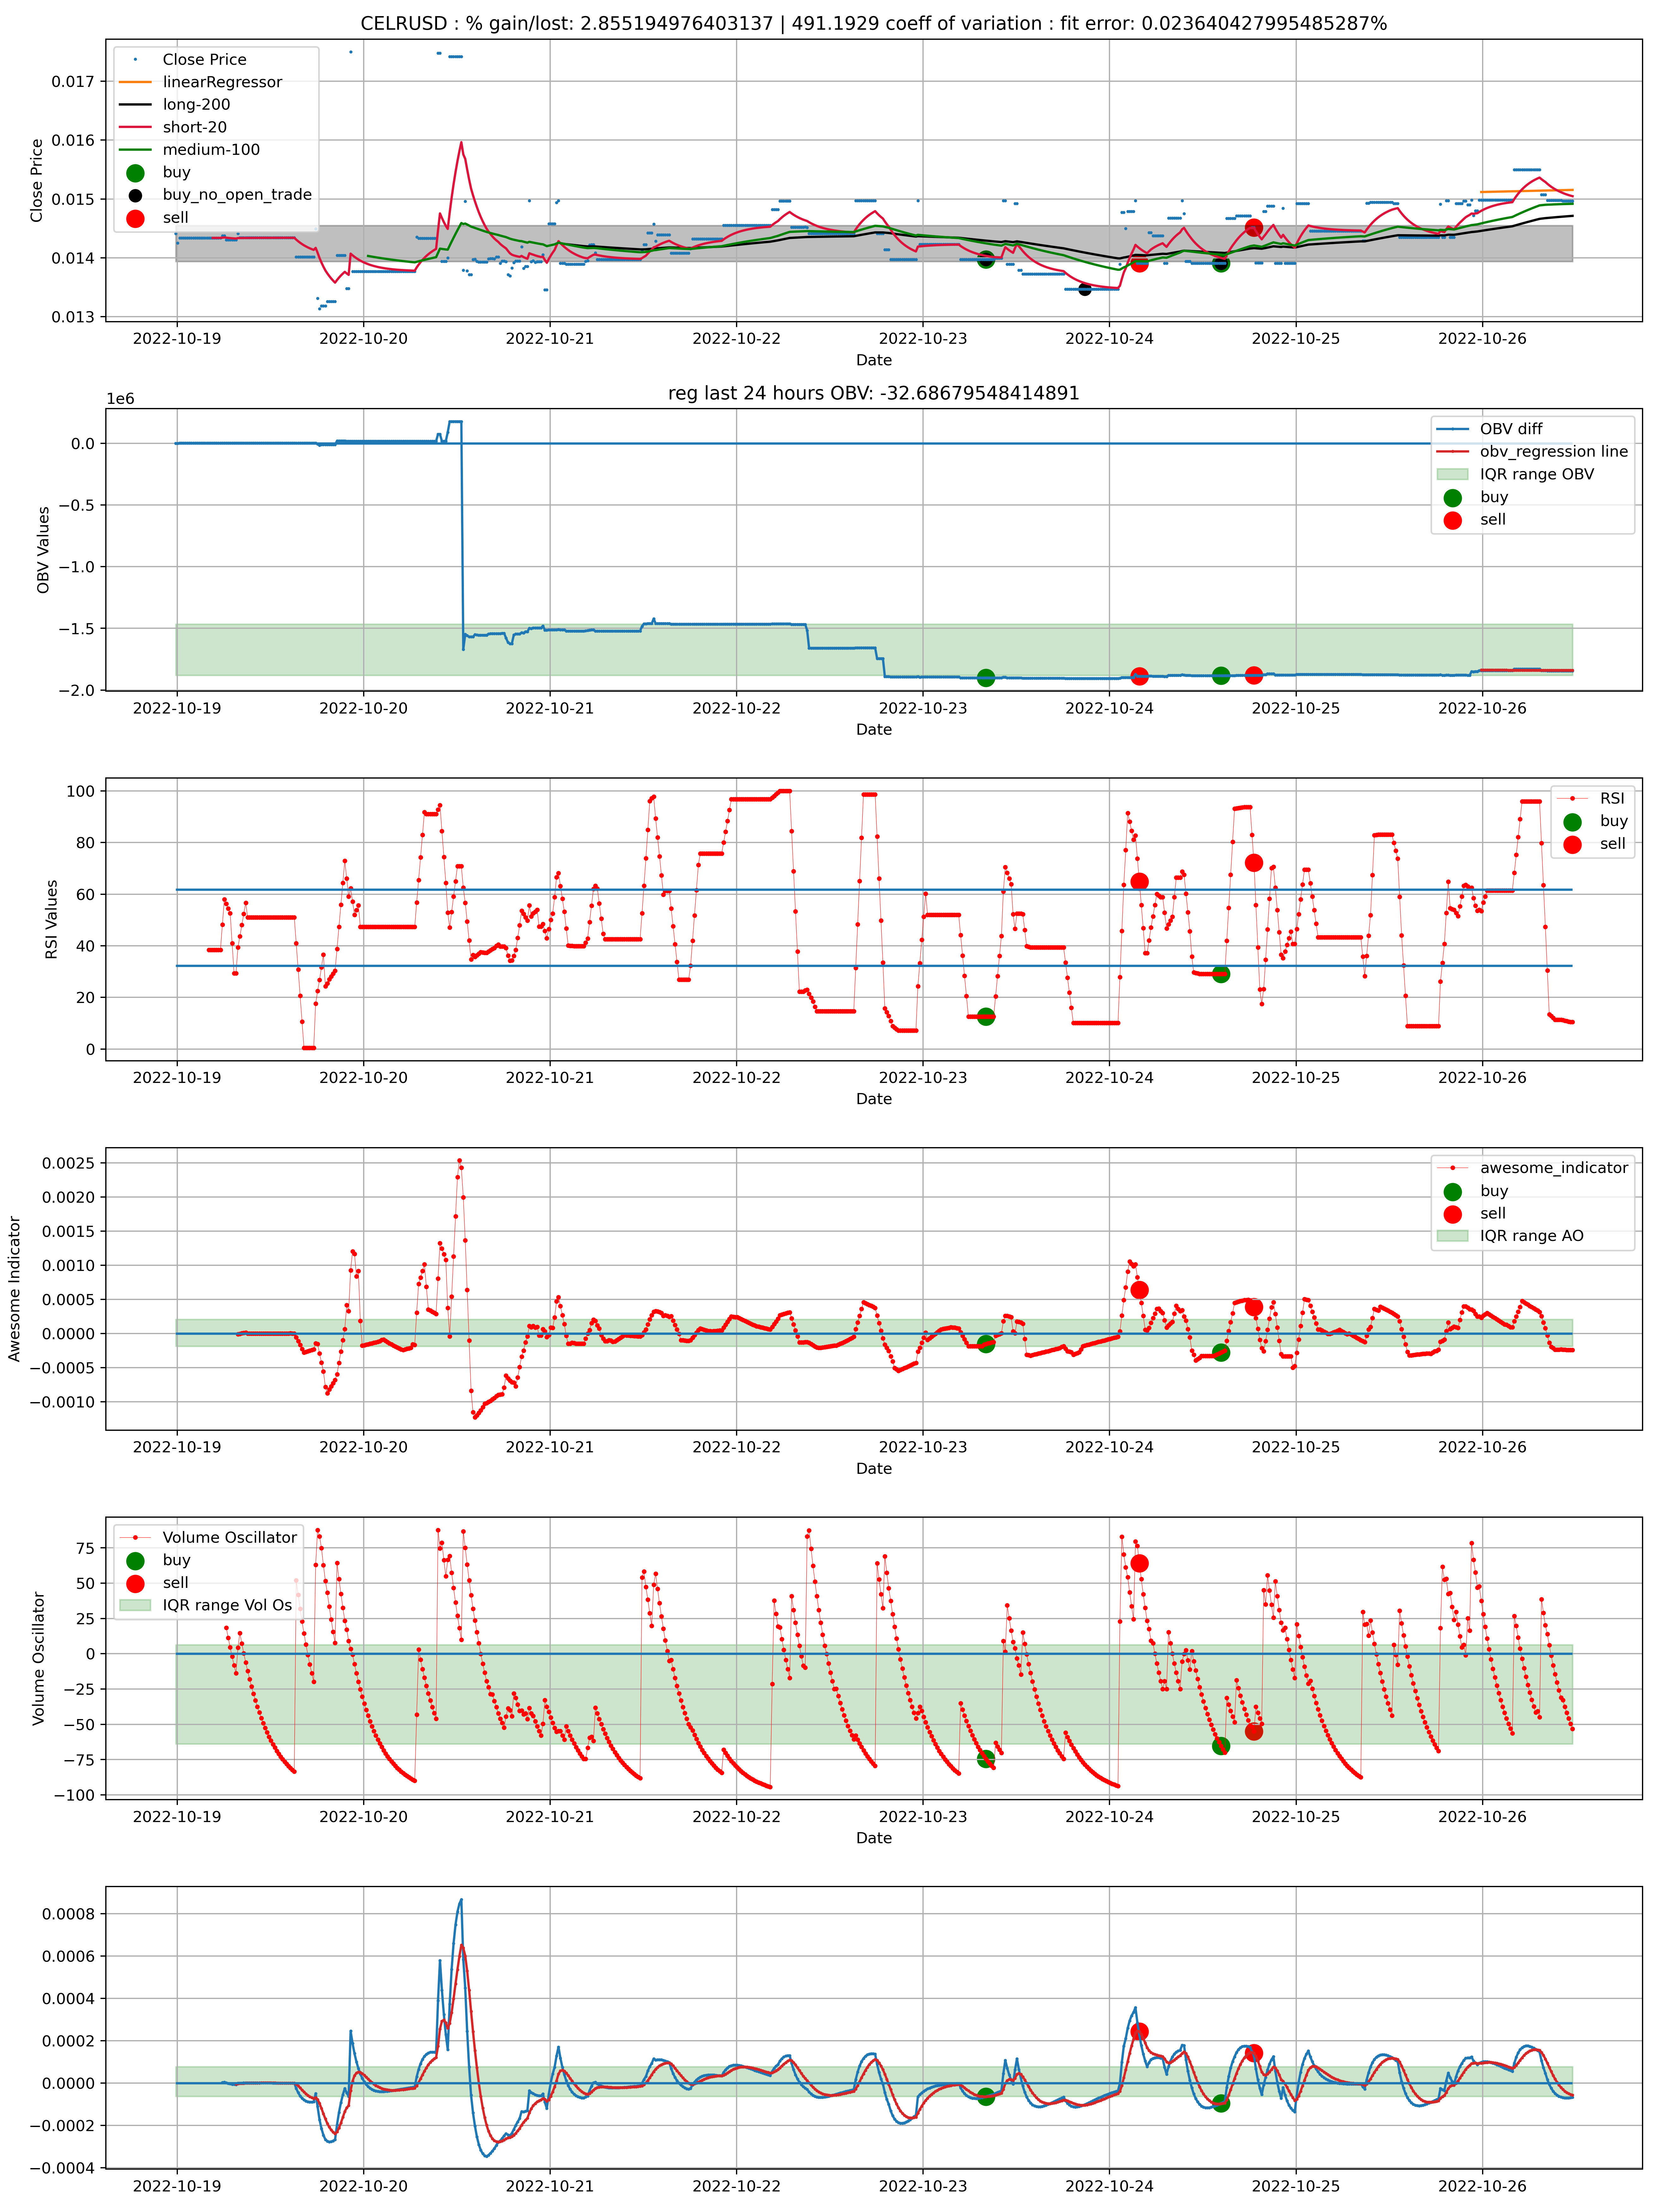 CELRUSD : % gain/lost: 2.855194976403137 | 491.1929 coeff of variation : fit error: 0.023640427995485287%
Close Price
linearRegressor
long-200
short-20
medium-100
buy
buy_no_open_trade
sell
Close Price
0.017
0.016
0.015
0.014
0.013
2022-10-19 2022-10-20 2022-10-21 2022-10-22 2022-10-23 2022-10-24 2022-10-25 2022-10-26
Date
reg last 24 hours OBV: -32.68679548414891
1e6
OBV diff
obv_regression line
IQR range OBV
buy
sell
OBV Values
0.0
−0.5
−1.0
−1.5
−2.0
2022-10-19 2022-10-20 2022-10-21 2022-10-22 2022-10-23 2022-10-24 2022-10-25 2022-10-26
Date
RSI
buy
sell
RSI Values
100
80
60
40
20
0
2022-10-19 2022-10-20 2022-10-21 2022-10-22 2022-10-23 2022-10-24 2022-10-25 2022-10-26
Date
awesome_indicator
buy
sell
IQR range AO
Awesome Indicator
0.0025
0.0020
0.0015
0.0010
0.0005
0.0000
−0.0005
−0.0010
2022-10-19 2022-10-20 2022-10-21 2022-10-22 2022-10-23 2022-10-24 2022-10-25 2022-10-26
Date
Volume Oscillator
buy
sell
IQR range Vol Os
Volume Oscillator
75
50
25
0
−25
−50
−75
−100
2022-10-19 2022-10-20 2022-10-21 2022-10-22 2022-10-23 2022-10-24 2022-10-25 2022-10-26
Date
0.0008
0.0006
0.0004
0.0002
0.0000
−0.0002
−0.0004
2022-10-19 2022-10-20 2022-10-21 2022-10-22 2022-10-23 2022-10-24 2022-10-25 2022-10-26